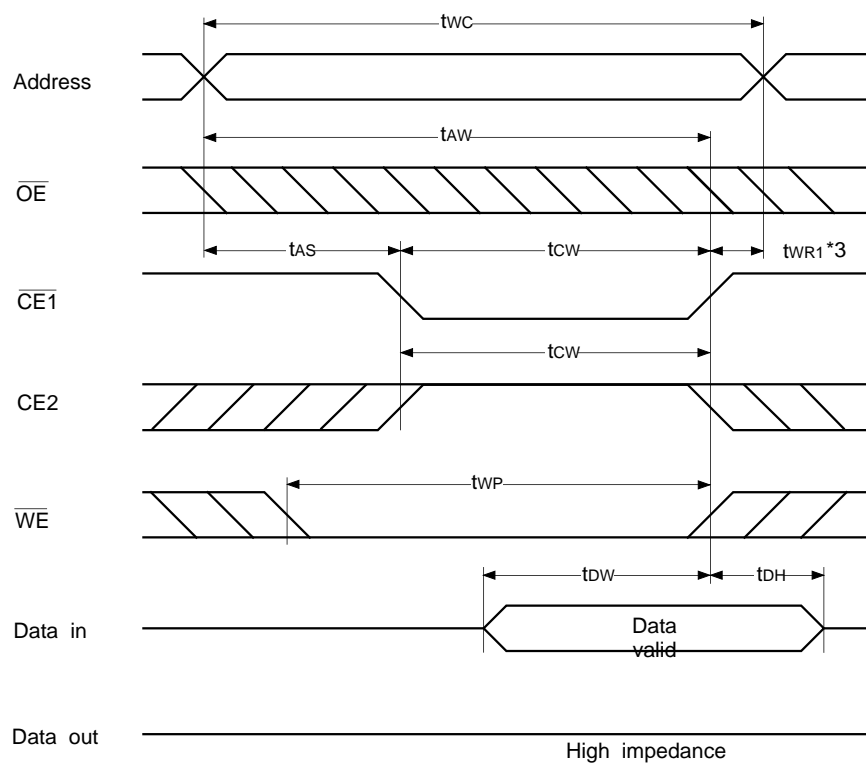 tWC
Address
tAW
OE
tAS tCW tWR1 *3
CE1
tCW
CE2
tWP
WE
tDW tDH
Data in
Data
valid
Data out
High impedance